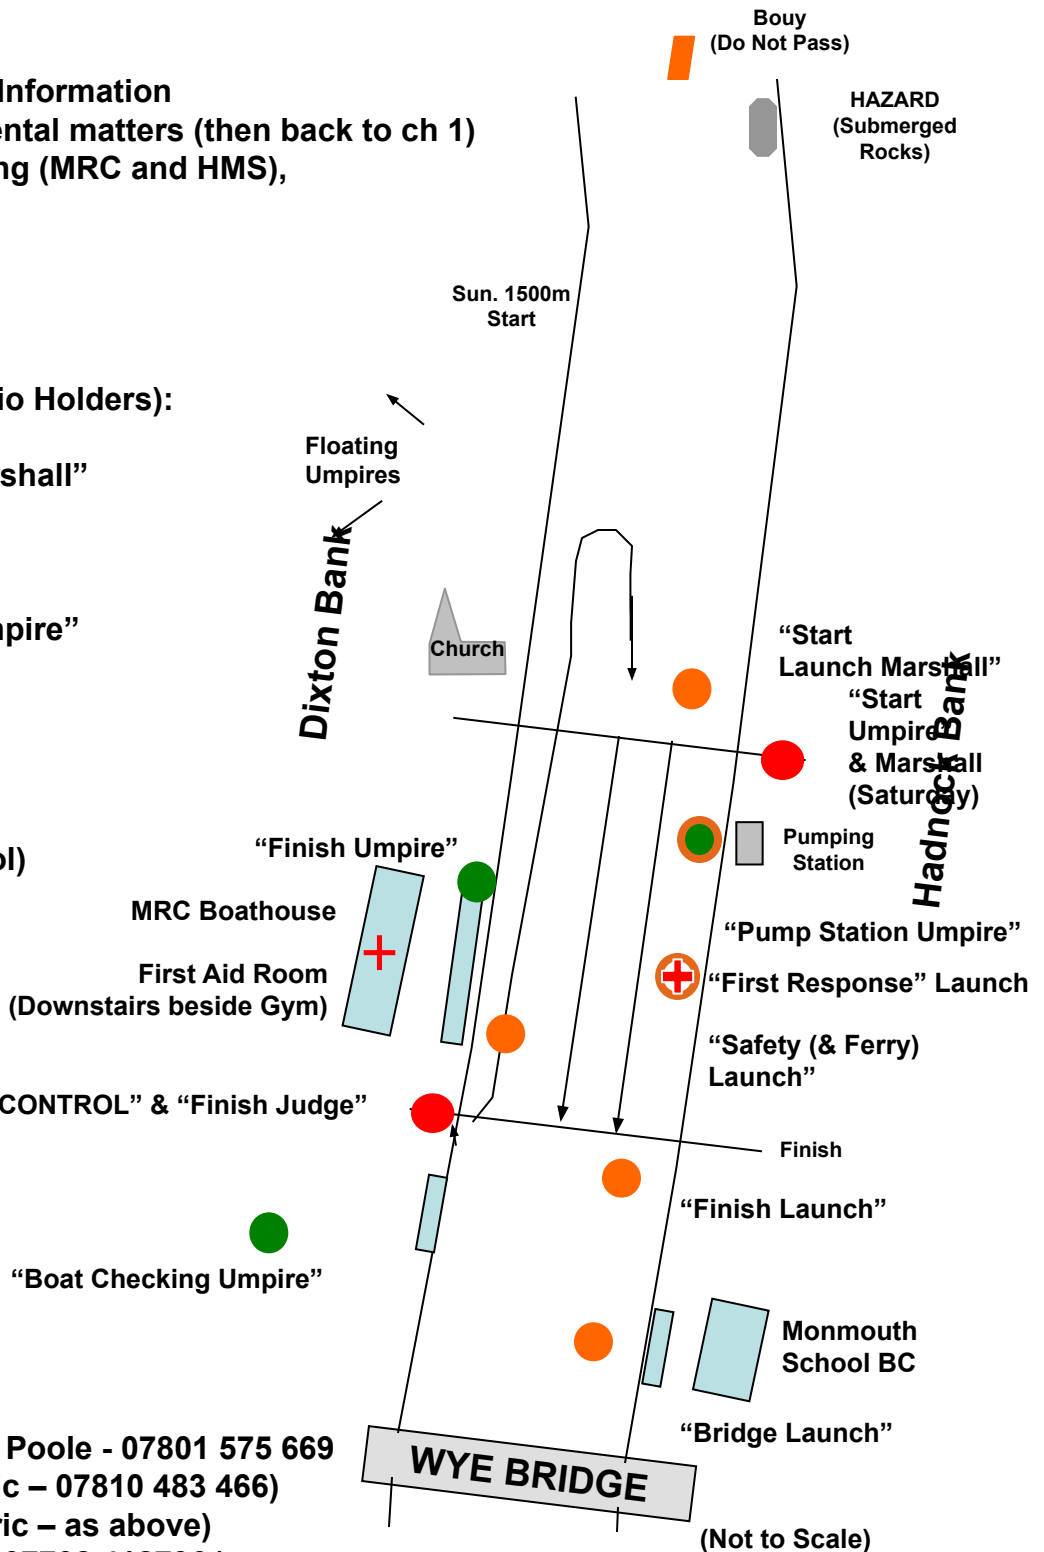 Bouy
(Do Not Pass)
Information
ental matters (then back to ch 1)
ng (MRC and HMS),
HAZARD
(Submerged
Rocks)
Sun. 1500m
Start
io Holders):
Floating
Umpires
shall”
Dixton Bank
npire”
Church
“Start
Launch Marshall”
“Start
Umpire”
& Marshall
(Saturday)
Hadnock Bank
ol)
“Finish Umpire”
Pumping
Station
MRC Boathouse
“Pump Station Umpire”
First Aid Room
(Downstairs beside Gym)
“First Response” Launch
“Safety (& Ferry)
Launch”
CONTROL” & “Finish Judge”
Finish
“Finish Launch”
“Boat Checking Umpire”
Monmouth
School BC
“Bridge Launch”
Poole - 07801 575 669
c – 07810 483 466)
ric – as above)
WYE BRIDGE
(Not to Scale)